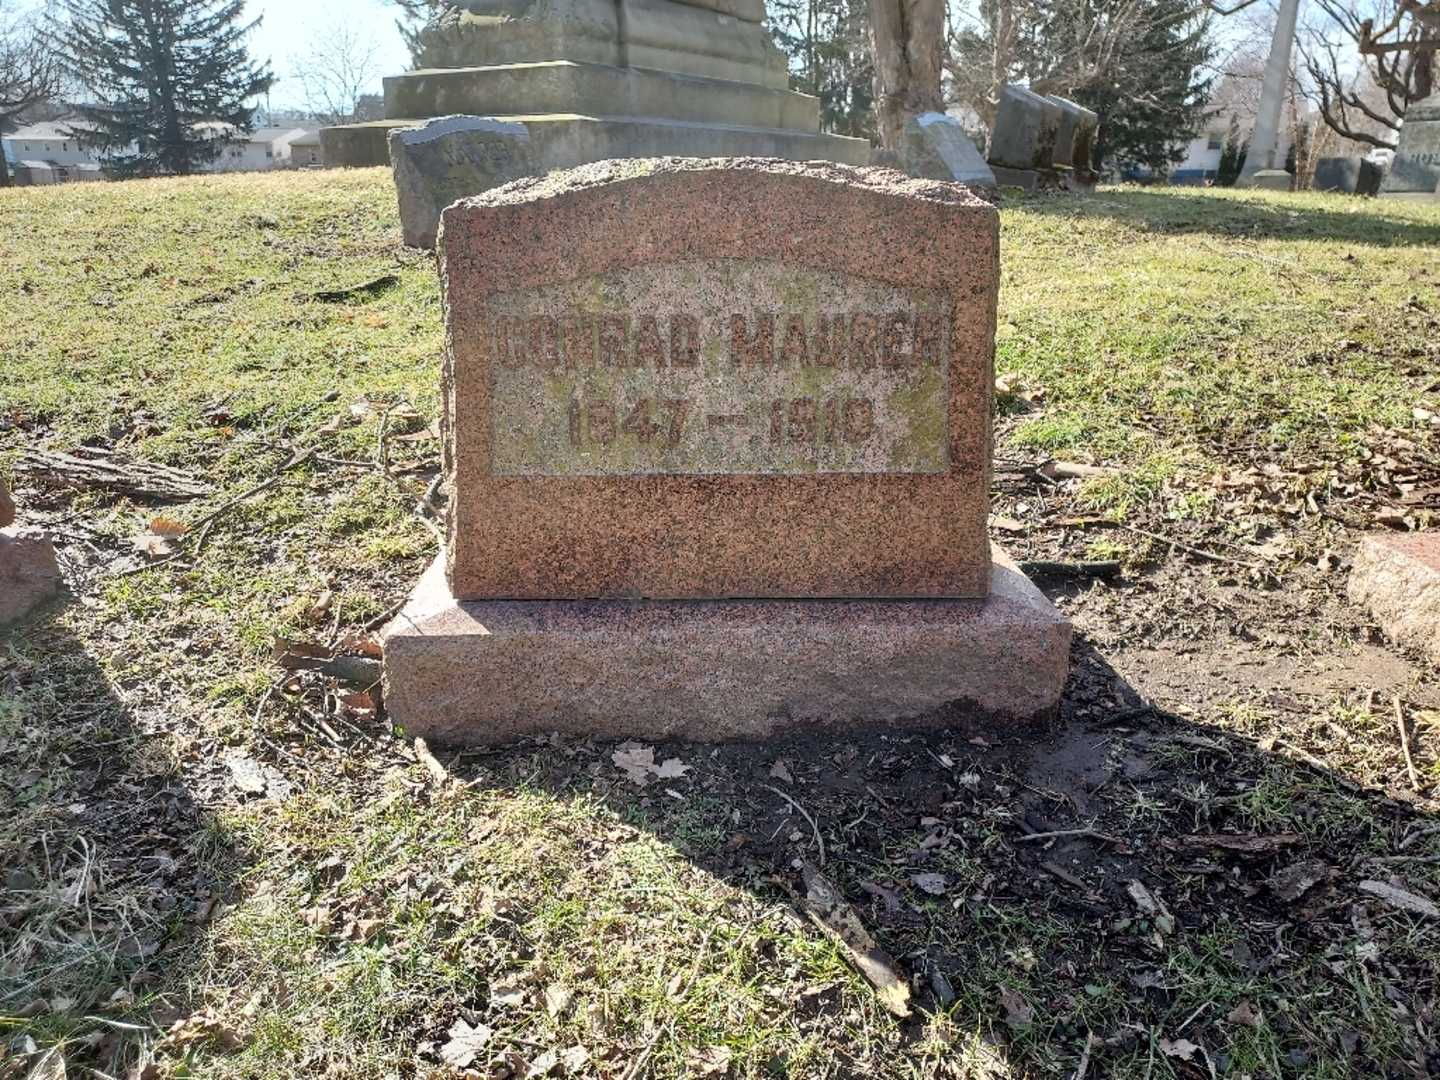 CONRAD MAURER
1847 – 1910